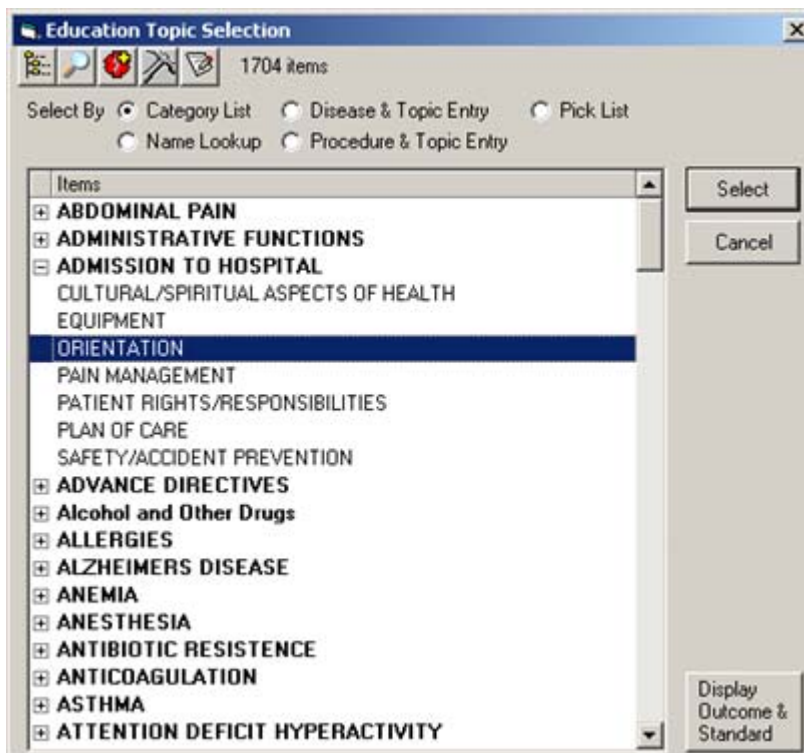 Education Topic Selection
1704 items
Select By Category List Disease & Topic Entry Pick List
Name Lookup Procedure & Topic Entry
Items
Select
ABDOMINAL PAIN
ADMINISTRATIVE FUNCTIONS
Cancel
ADMISSION TO HOSPITAL
CULTURAL/SPIRITUAL ASPECTS OF HEALTH
EQUIPMENT
ORIENTATION
PAIN MANAGEMENT
PATIENT RIGHTS/RESPONSIBILITIES
PLAN OF CARE
SAFETY/ACCIDENT PREVENTION
ADVANCE DIRECTIVES
Alcohol and Other Drugs
ALLERGIES
ALZHEIMERS DISEASE
ANEMIA
ANESTHESIA
ANTIBIOTIC RESISTENCE
ANTICOAGULATION
ASTHMA
ATTENTION DEFICIT HYPERACTIVITY
Display
Outcome &
Standard